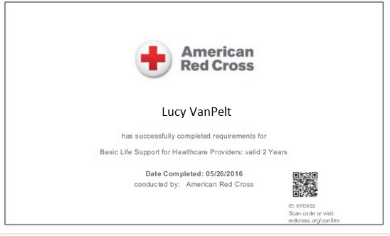 American
Red Cross
Lucy VanPelt
has successfully completed requirements for
Basic Life Support for Healthcare Providers: valid 2 Years
Date Completed: 05/26/2016
conducted by: American Red Cross
ID:
Scan code or visit:
redcross.org/confirm